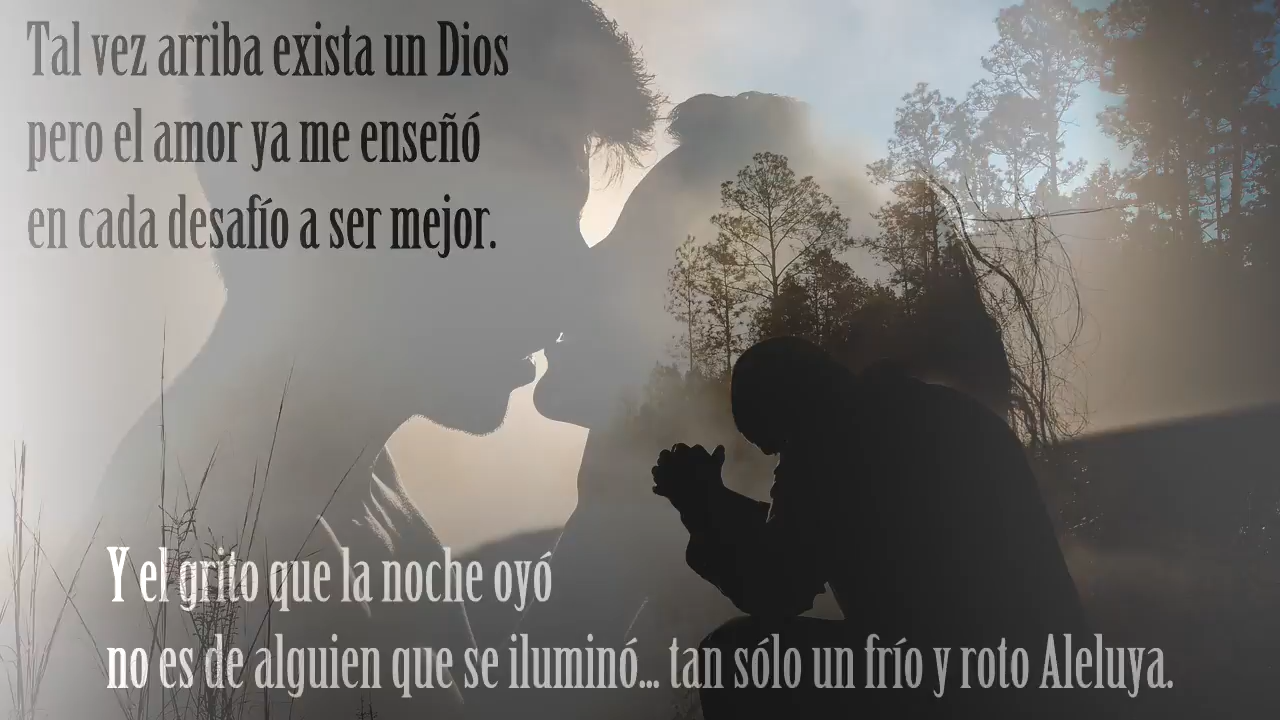 Tal vez arriba exista un Dios
pero el amor ya me enseñó
en cada desafío a ser mejor.
Y el grito que la noche oyó
no es de alguien que se iluminó... tan sólo un frío y roto Aleluya.